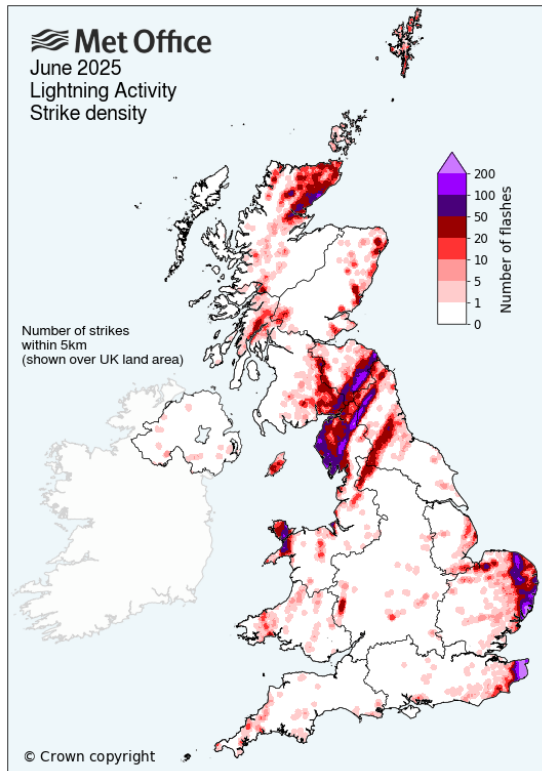 Met Office
June 2025
Lightning Activity
Strike density
200
100
50
20
10
5
1
0
Number of flashes
Number of strikes
within 5km
(shown over UK land area)
© Crown copyright